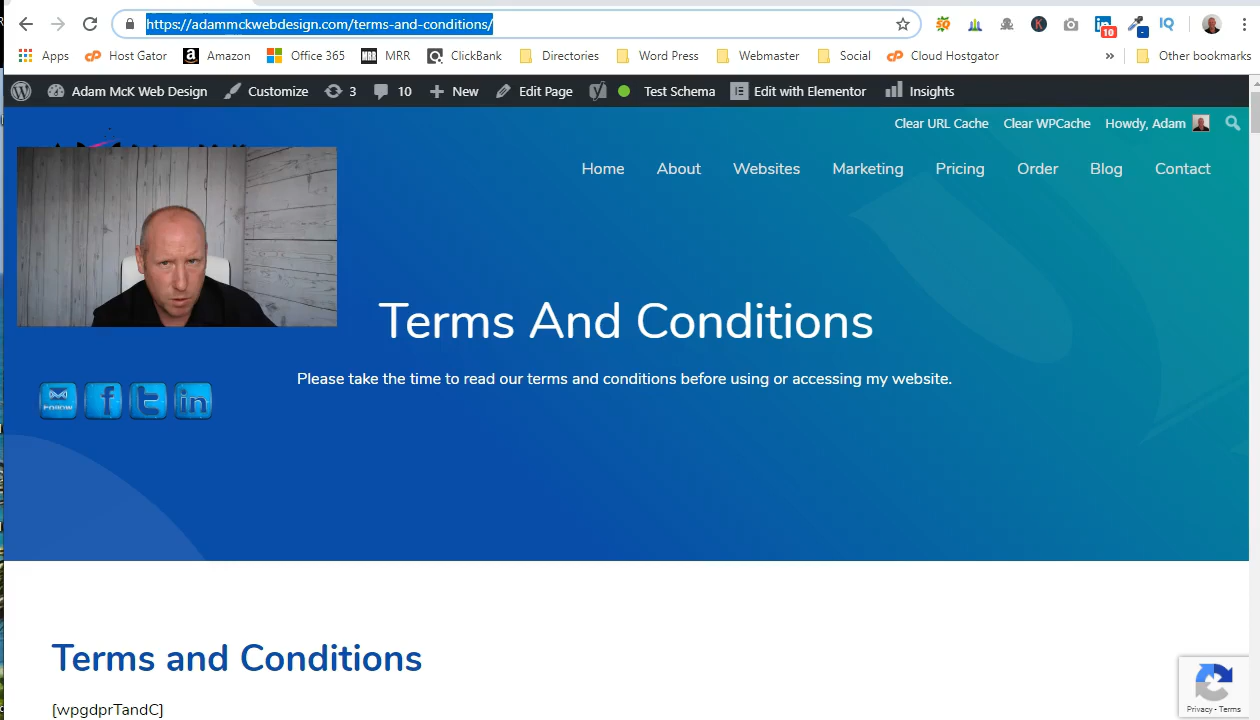 https://adammckwebdesign.com/terms-and-conditions/
10
Apps Host Gator Amazon Office 365 MRR MRR ClickBank Directories Word Press Webmaster Social Cloud Hostgator » Other bookmarks
Adam McK Web Design Customize 3 10 New Edit Page Test Schema Edit with Elementor Insights
Clear URL Cache Clear WPCache Howdy, Adam
Home About Websites Marketing Pricing Order Blog Contact
Terms And Conditions
Please take the time to read our terms and conditions before using or accessing my website.
FOLLOW f t in
Terms and Conditions
[wpgdprTandC]
Privacy - Terms